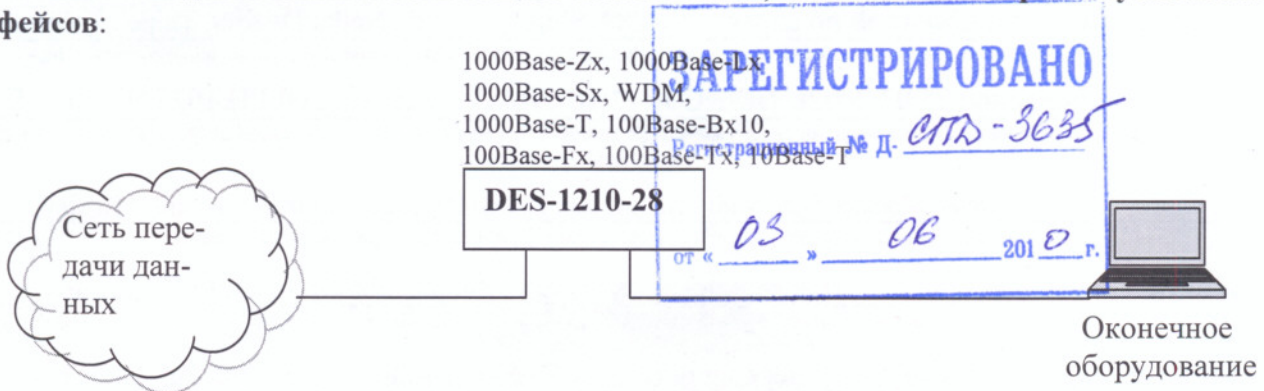 фейсов:
1000Base-Zx, 1000Base-Lx,
1000Base-Sx, WDM,
1000Base-T, 100Base-Bx10,
100Base-Fx, 100Base-Tx, 10Base-T
ЗАРЕГИСТРИРОВАНО
Регистрационный № Д- СПД-3635
от « 03 » 06 2010 г.
DES-1210-28
Сеть пере-
дачи дан-
ных
Оконечное
оборудование